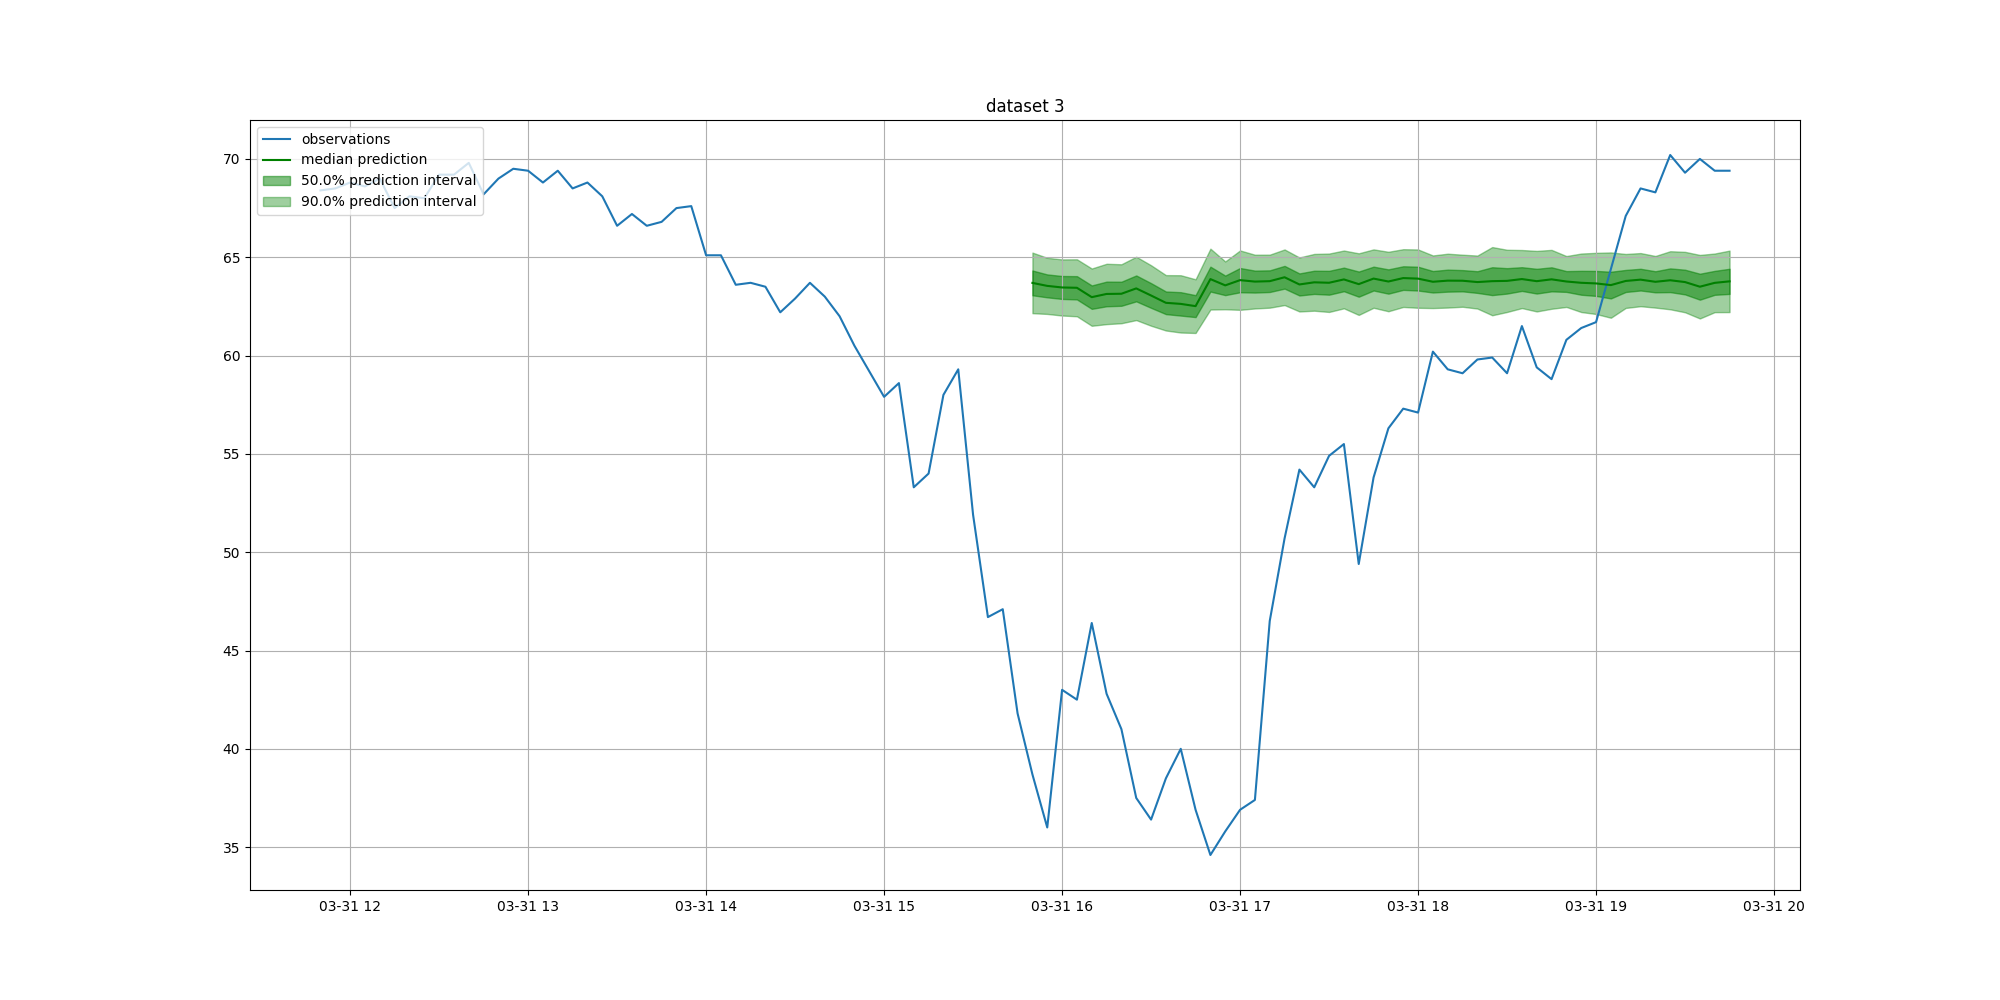 dataset 3
observations
median prediction
50.0% prediction interval
90.0% prediction interval
70
65
60
55
50
45
40
35
03-31 12 03-31 13 03-31 14 03-31 15 03-31 16 03-31 17 03-31 18 03-31 19 03-31 20